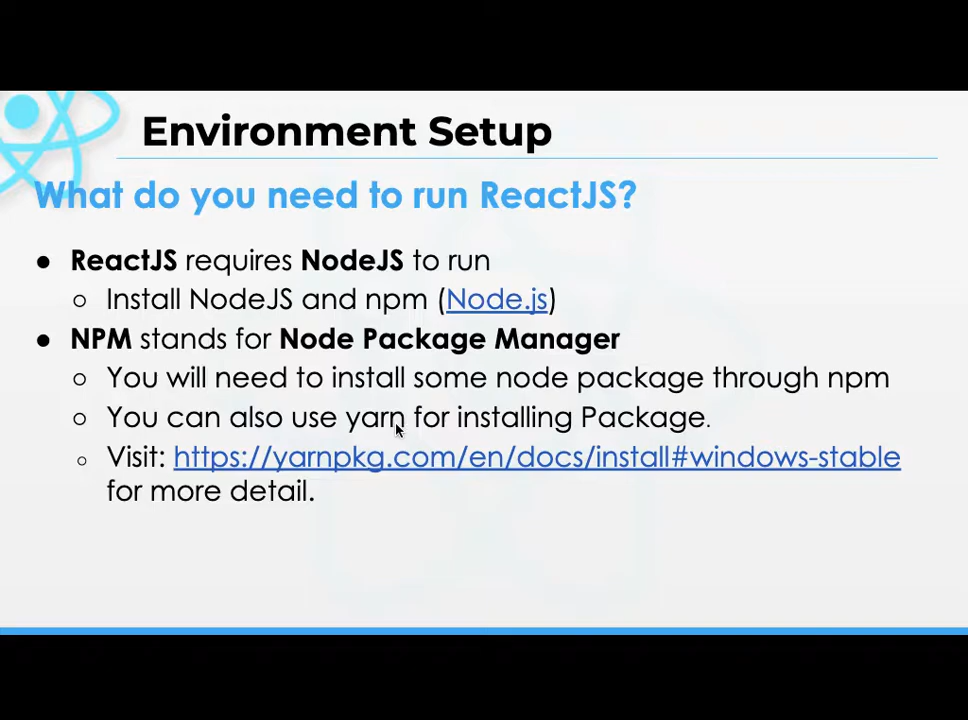 Environment Setup
What do you need to run ReactJS?
● ReactJS requires NodeJS to run
○ Install NodeJS and npm (Node.js)
● NPM stands for Node Package Manager
○ You will need to install some node package through npm
○ You can also use yarn for installing Package.
○ Visit: https://yarnpkg.com/en/docs/install#windows-stable
for more detail.